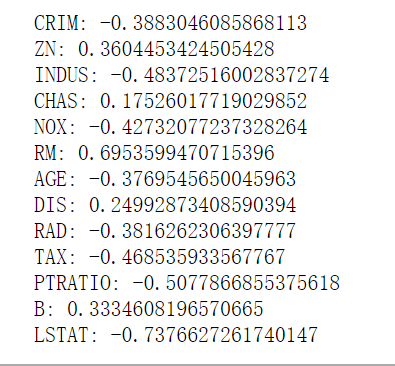 CRIM: -0.3883046085868113
ZN: 0.3604453424505428
INDUS: -0.48372516002837274
CHAS: 0.17526017719029852
NOX: -0.42732077237328264
RM: 0.6953599470715396
AGE: -0.3769545650045963
DIS: 0.24992873408590394
RAD: -0.3816262306397777
TAX: -0.468535933567767
PTRATIO: -0.5077866855375618
B: 0.3334608196570665
LSTAT: -0.7376627261740147